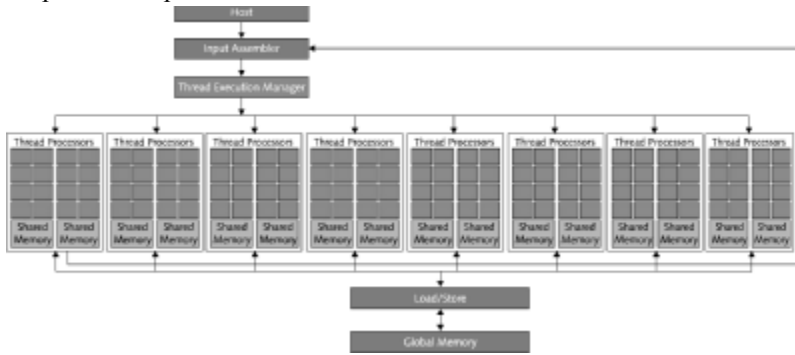 Host
Input Assembler
Thread Execution Manager
Thread Processors Thread Processors Thread Processors Thread Processors Thread Processors Thread Processors Thread Processors Thread Processors
Shared Shared Shared Shared Shared Shared Shared Shared Shared Shared Shared Shared Shared Shared Shared Shared
Memory Memory Memory Memory Memory Memory Memory Memory Memory Memory Memory Memory Memory Memory Memory Memory
Load/Store
Global Memory